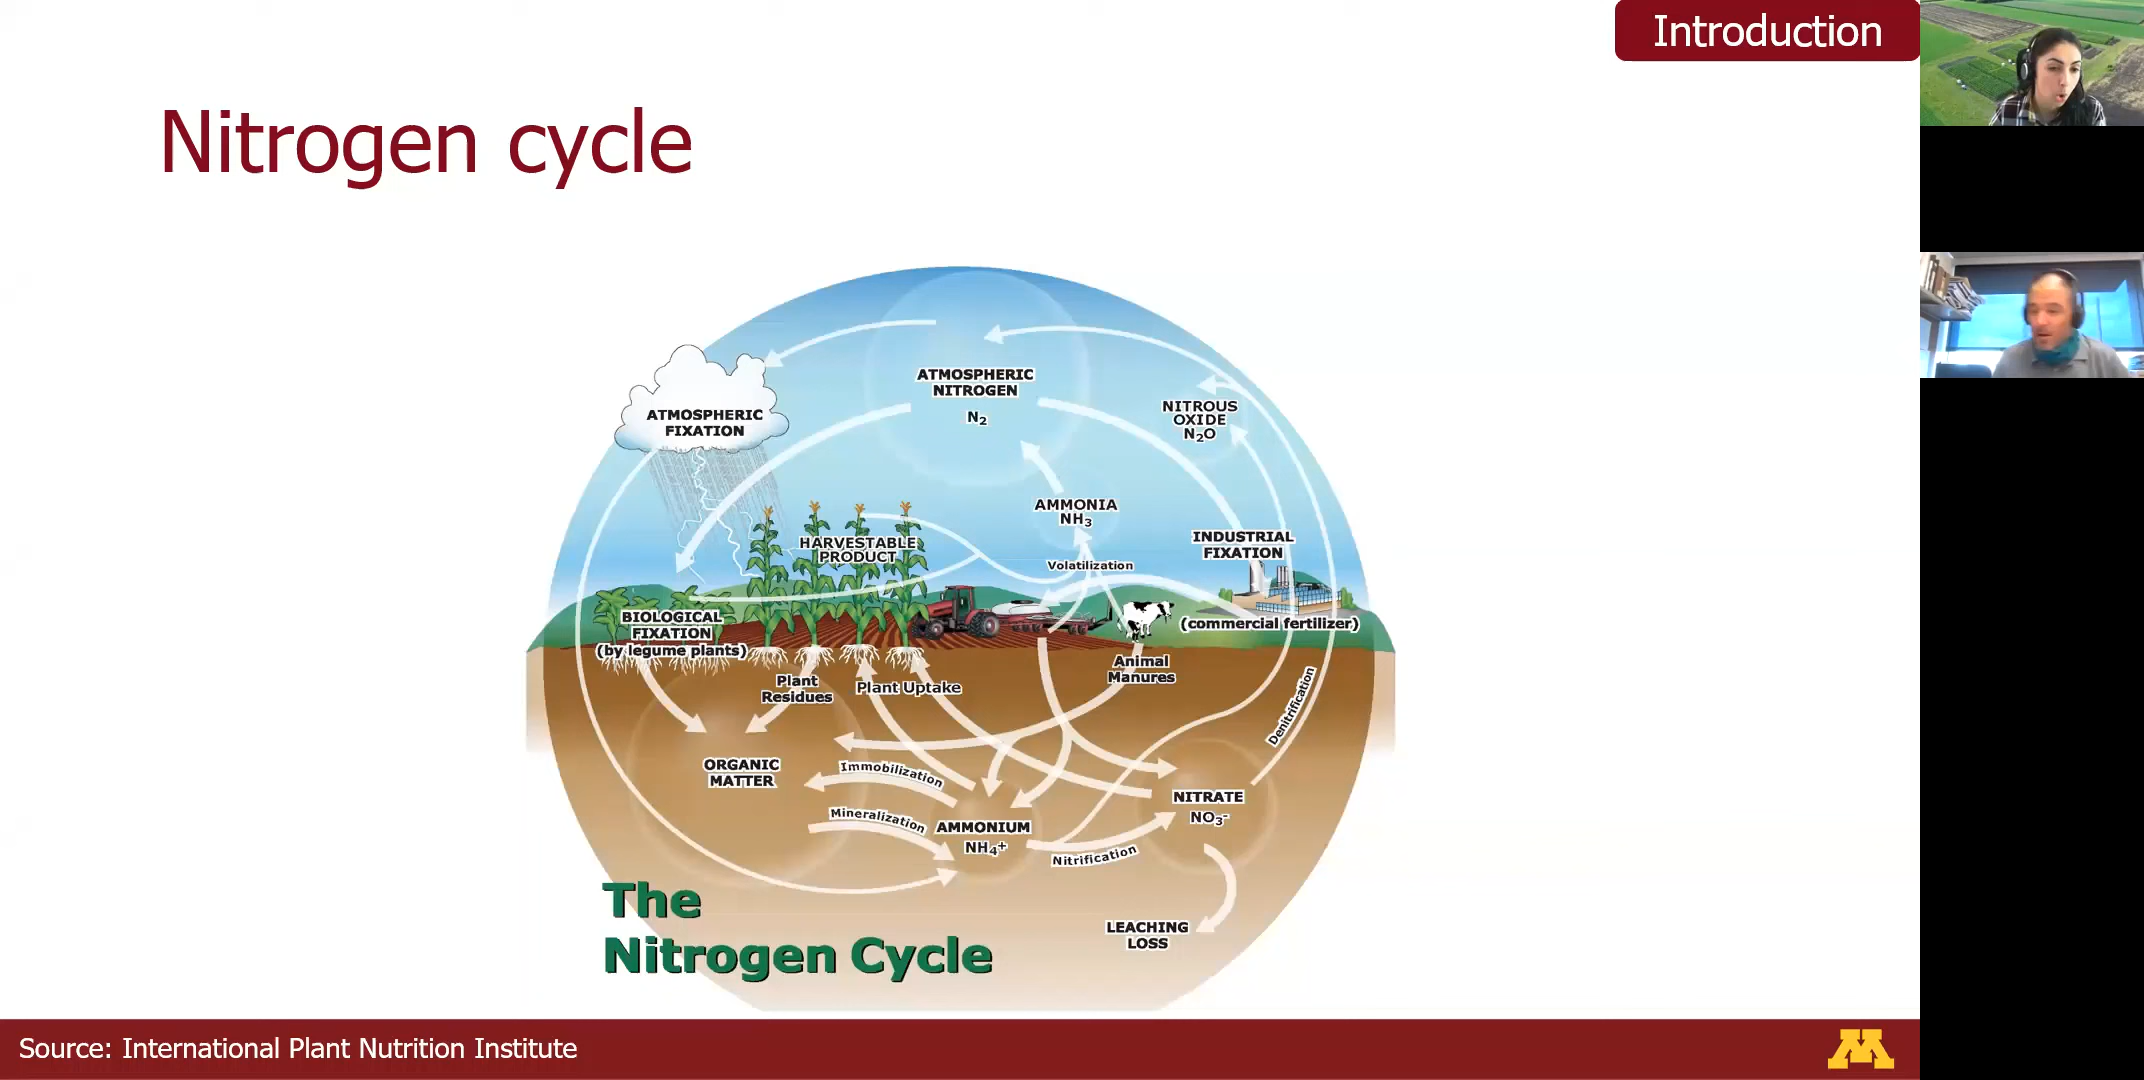 Introduction
Nitrogen cycle
ATMOSPHERIC
NITROGEN
N2
ATMOSPHERIC
FIXATION
NITROUS
OXIDE
N2O
AMMONIA
NH3
HARVESTABLE
PRODUCT
INDUSTRIAL
FIXATION
Volatilization
BIOLOGICAL
FIXATION
(by legume plants)
(commercial fertilizer)
Animal
Manures
Plant
Residues
Plant Uptake
Denitrification
ORGANIC
MATTER
Immobilization
Mineralization
AMMONIUM
NH4+
NITRATE
NO3-
Nitrification
LEACHING
LOSS
The
Nitrogen Cycle
Source: International Plant Nutrition Institute
M